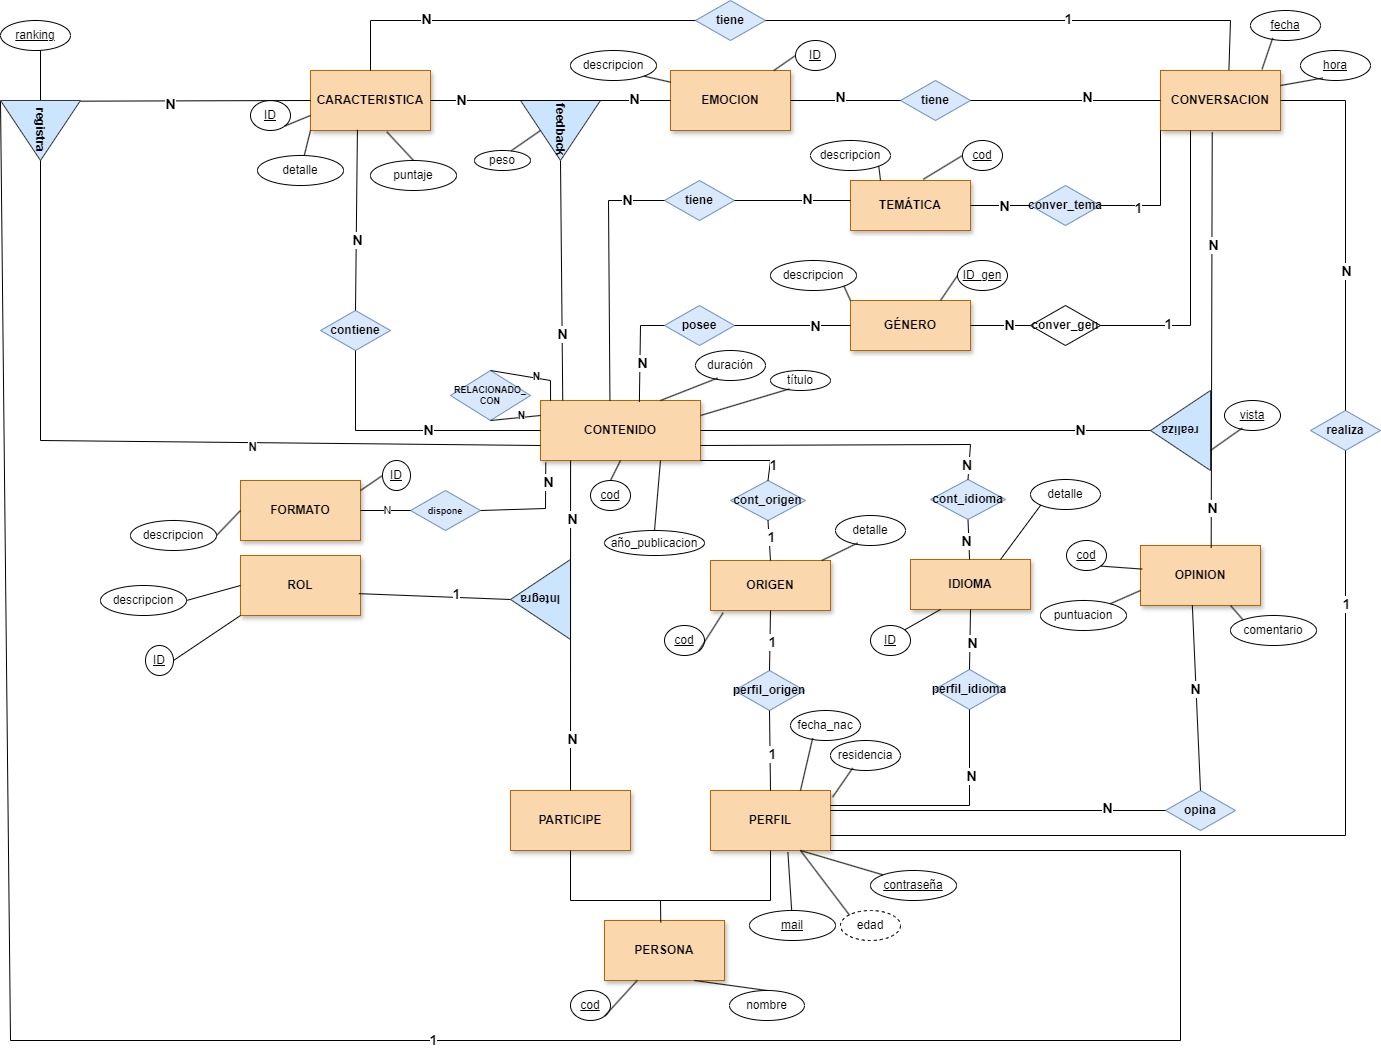 N
tiene
1
fecha
ranking
descripcion
ID
hora
CARACTERISTICA
N
EMOCION
N
tiene
N
CONVERSACION
N
N
ID
registra
feedback
peso
detalle
puntaje
descripcion
cod
N
tiene
N
TEMÁTICA
N
conver_tema
1
N
N
N
descripcion
ID_gen
contiene
posee
N
GÉNERO
N
conver_gen
1
N
N
N
duración
título
RELACIONADO_
CON
N
N
CONTENIDO
N
N
N
realiza
vista
realiza
N
1
N
ID
N
cod
cont_origen
cont_idioma
detalle
FORMATO
N
dispone
N
N
descripcion
año_publicacion
1
detalle
N
cod
ROL
ORIGEN
IDIOMA
OPINION
descripcion
1
Integra
puntuacion
1
comentario
ID
cod
1
ID
N
perfil_origen
perfil_idioma
N
fecha_nac
N
1
residencia
N
PARTICIPE
PERFIL
N
opina
contraseña
mail
edad
PERSONA
cod
nombre
1